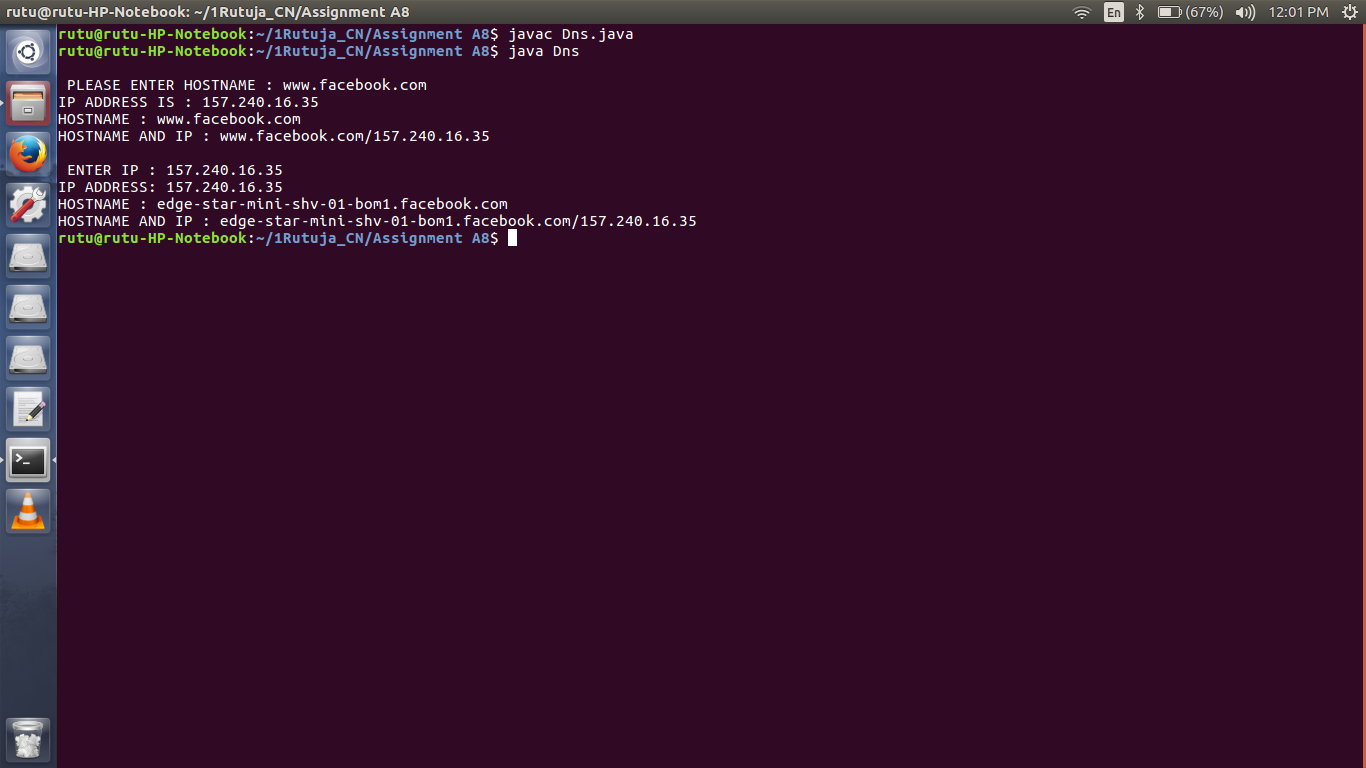 rutu@rutu-HP-Notebook: ~/1Rutuja_CN/Assignment A8
En
(67%)
12:01 PM
rutu@rutu-HP-Notebook:~/1Rutuja_CN/Assignment A8$ javac Dns.java
rutu@rutu-HP-Notebook:~/1Rutuja_CN/Assignment A8$ java Dns
PLEASE ENTER HOSTNAME : www.facebook.com
IP ADDRESS IS : 157.240.16.35
HOSTNAME : www.facebook.com
HOSTNAME AND IP : www.facebook.com/157.240.16.35
ENTER IP : 157.240.16.35
IP ADDRESS: 157.240.16.35
HOSTNAME : edge-star-mini-shv-01-bom1.facebook.com
HOSTNAME AND IP : edge-star-mini-shv-01-bom1.facebook.com/157.240.16.35
rutu@rutu-HP-Notebook:~/1Rutuja_CN/Assignment A8$